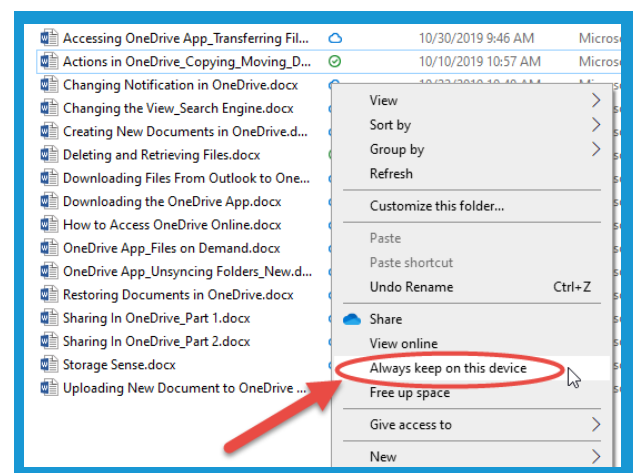 Accessing OneDrive App_Transferring Fil... 10/30/2019 9:46 AM Micros
Actions in OneDrive_Copying_Moving_D... 10/10/2019 10:57 AM Micros
Changing Notification in OneDrive.docx
Changing the View_Search Engine.docx
Creating New Documents in OneDrive.d...
Deleting and Retrieving Files.docx
Downloading Files From Outlook to One...
Downloading the OneDrive App.docx
How to Access OneDrive Online.docx
OneDrive App_Files on Demand.docx
OneDrive App_Unsyncing Folders_New.d...
Restoring Documents in OneDrive.docx
Sharing In OneDrive_Part 1.docx
Sharing In OneDrive_Part 2.docx
Storage Sense.docx
Uploading New Document to OneDrive ...
View
Sort by
Group by
Refresh
Customize this folder...
Paste
Paste shortcut
Undo Rename Ctrl+Z
Share
View online
Always keep on this device
Free up space
Give access to
New